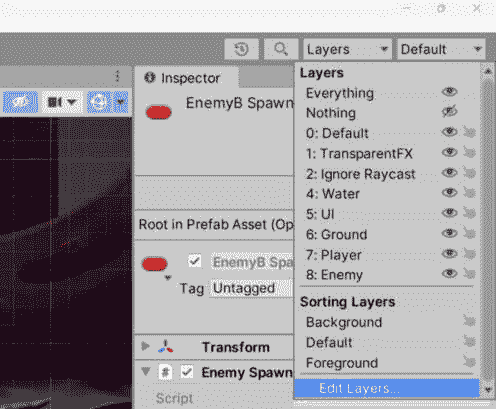 Layers
Default
Inspector
EnemyB Spawn
Root in Prefab Asset (Op
EnemyB Spa
Tag Untagged
Transform
# Enemy Spawn
Script
Layers
Everything
Nothing
0: Default
1: TransparentFX
2: Ignore Raycast
4: Water
5: UI
6: Ground
7: Player
8: Enemy
Sorting Layers
Background
Default
Foreground
Edit Layers...